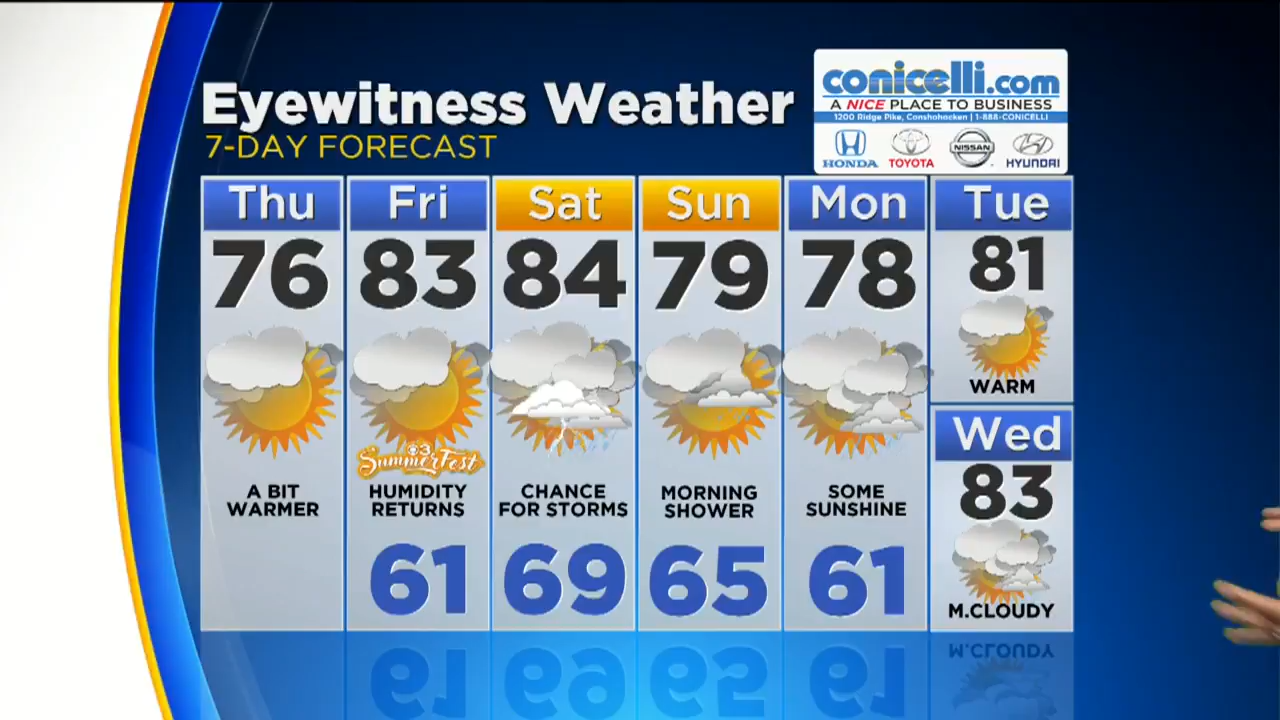 Eyewitness Weather
7-DAY FORECAST
conicelli.com
A NICE PLACE TO BUSINESS
1200 Ridge Pike, Conshohocken | 1-888-CONICELLI
HONDA TOYOTA NISSAN HYUNDAI
Thu
76
A BIT
WARMER
Fri
83
CBS3
SummerFest
HUMIDITY
RETURNS
61
Sat
84
CHANCE
FOR STORMS
69
Sun
79
MORNING
SHOWER
65
Mon
78
SOME
SUNSHINE
61
Tue
81
WARM
Wed
83
M.CLOUDY